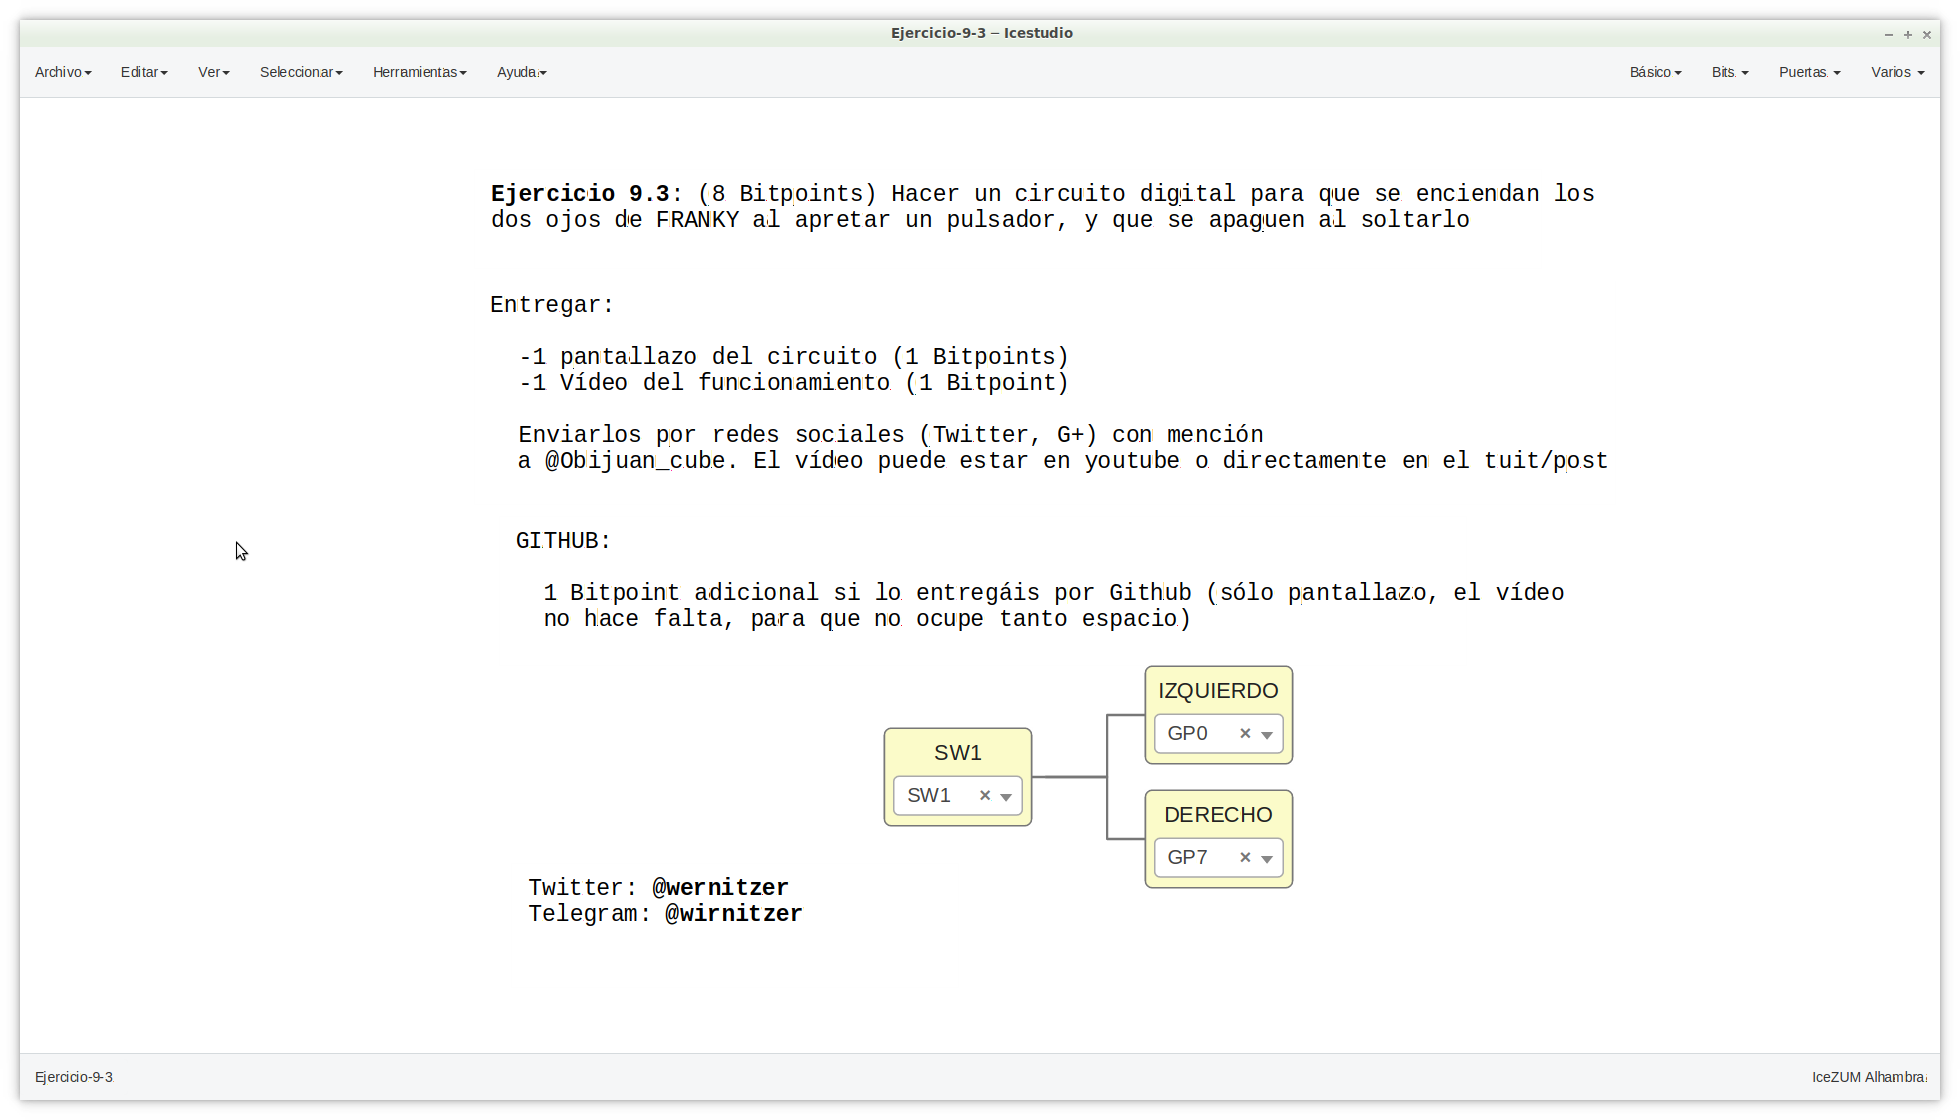 Ejercicio-9-3 – Icestudio
Archivo Editar Ver Seleccionar Herramientas Ayuda Básico Bits Puertas Varios
Ejercicio 9.3: (8 Bitpoints) Hacer un circuito digital para que se enciendan los
dos ojos de FRANKY al apretar un pulsador, y que se apaguen al soltarlo
Entregar:
-1 pantallazo del circuito (1 Bitpoints)
-1 Vídeo del funcionamiento (1 Bitpoint)
Enviarlos por redes sociales (Twitter, G+) con mención
a @Obijuan_cube. El vídeo puede estar en youtube o directamente en el tuit/post
GITHUB:
1 Bitpoint adicional si lo entregáis por Github (sólo pantallazo, el vídeo
no hace falta, para que no ocupe tanto espacio)
IZQUIERDO
GP0
SW1
SW1
DERECHO
GP7
Twitter: @wernitzer
Telegram: @wirnitzer
Ejercicio-9-3 IceZUM Alhambra